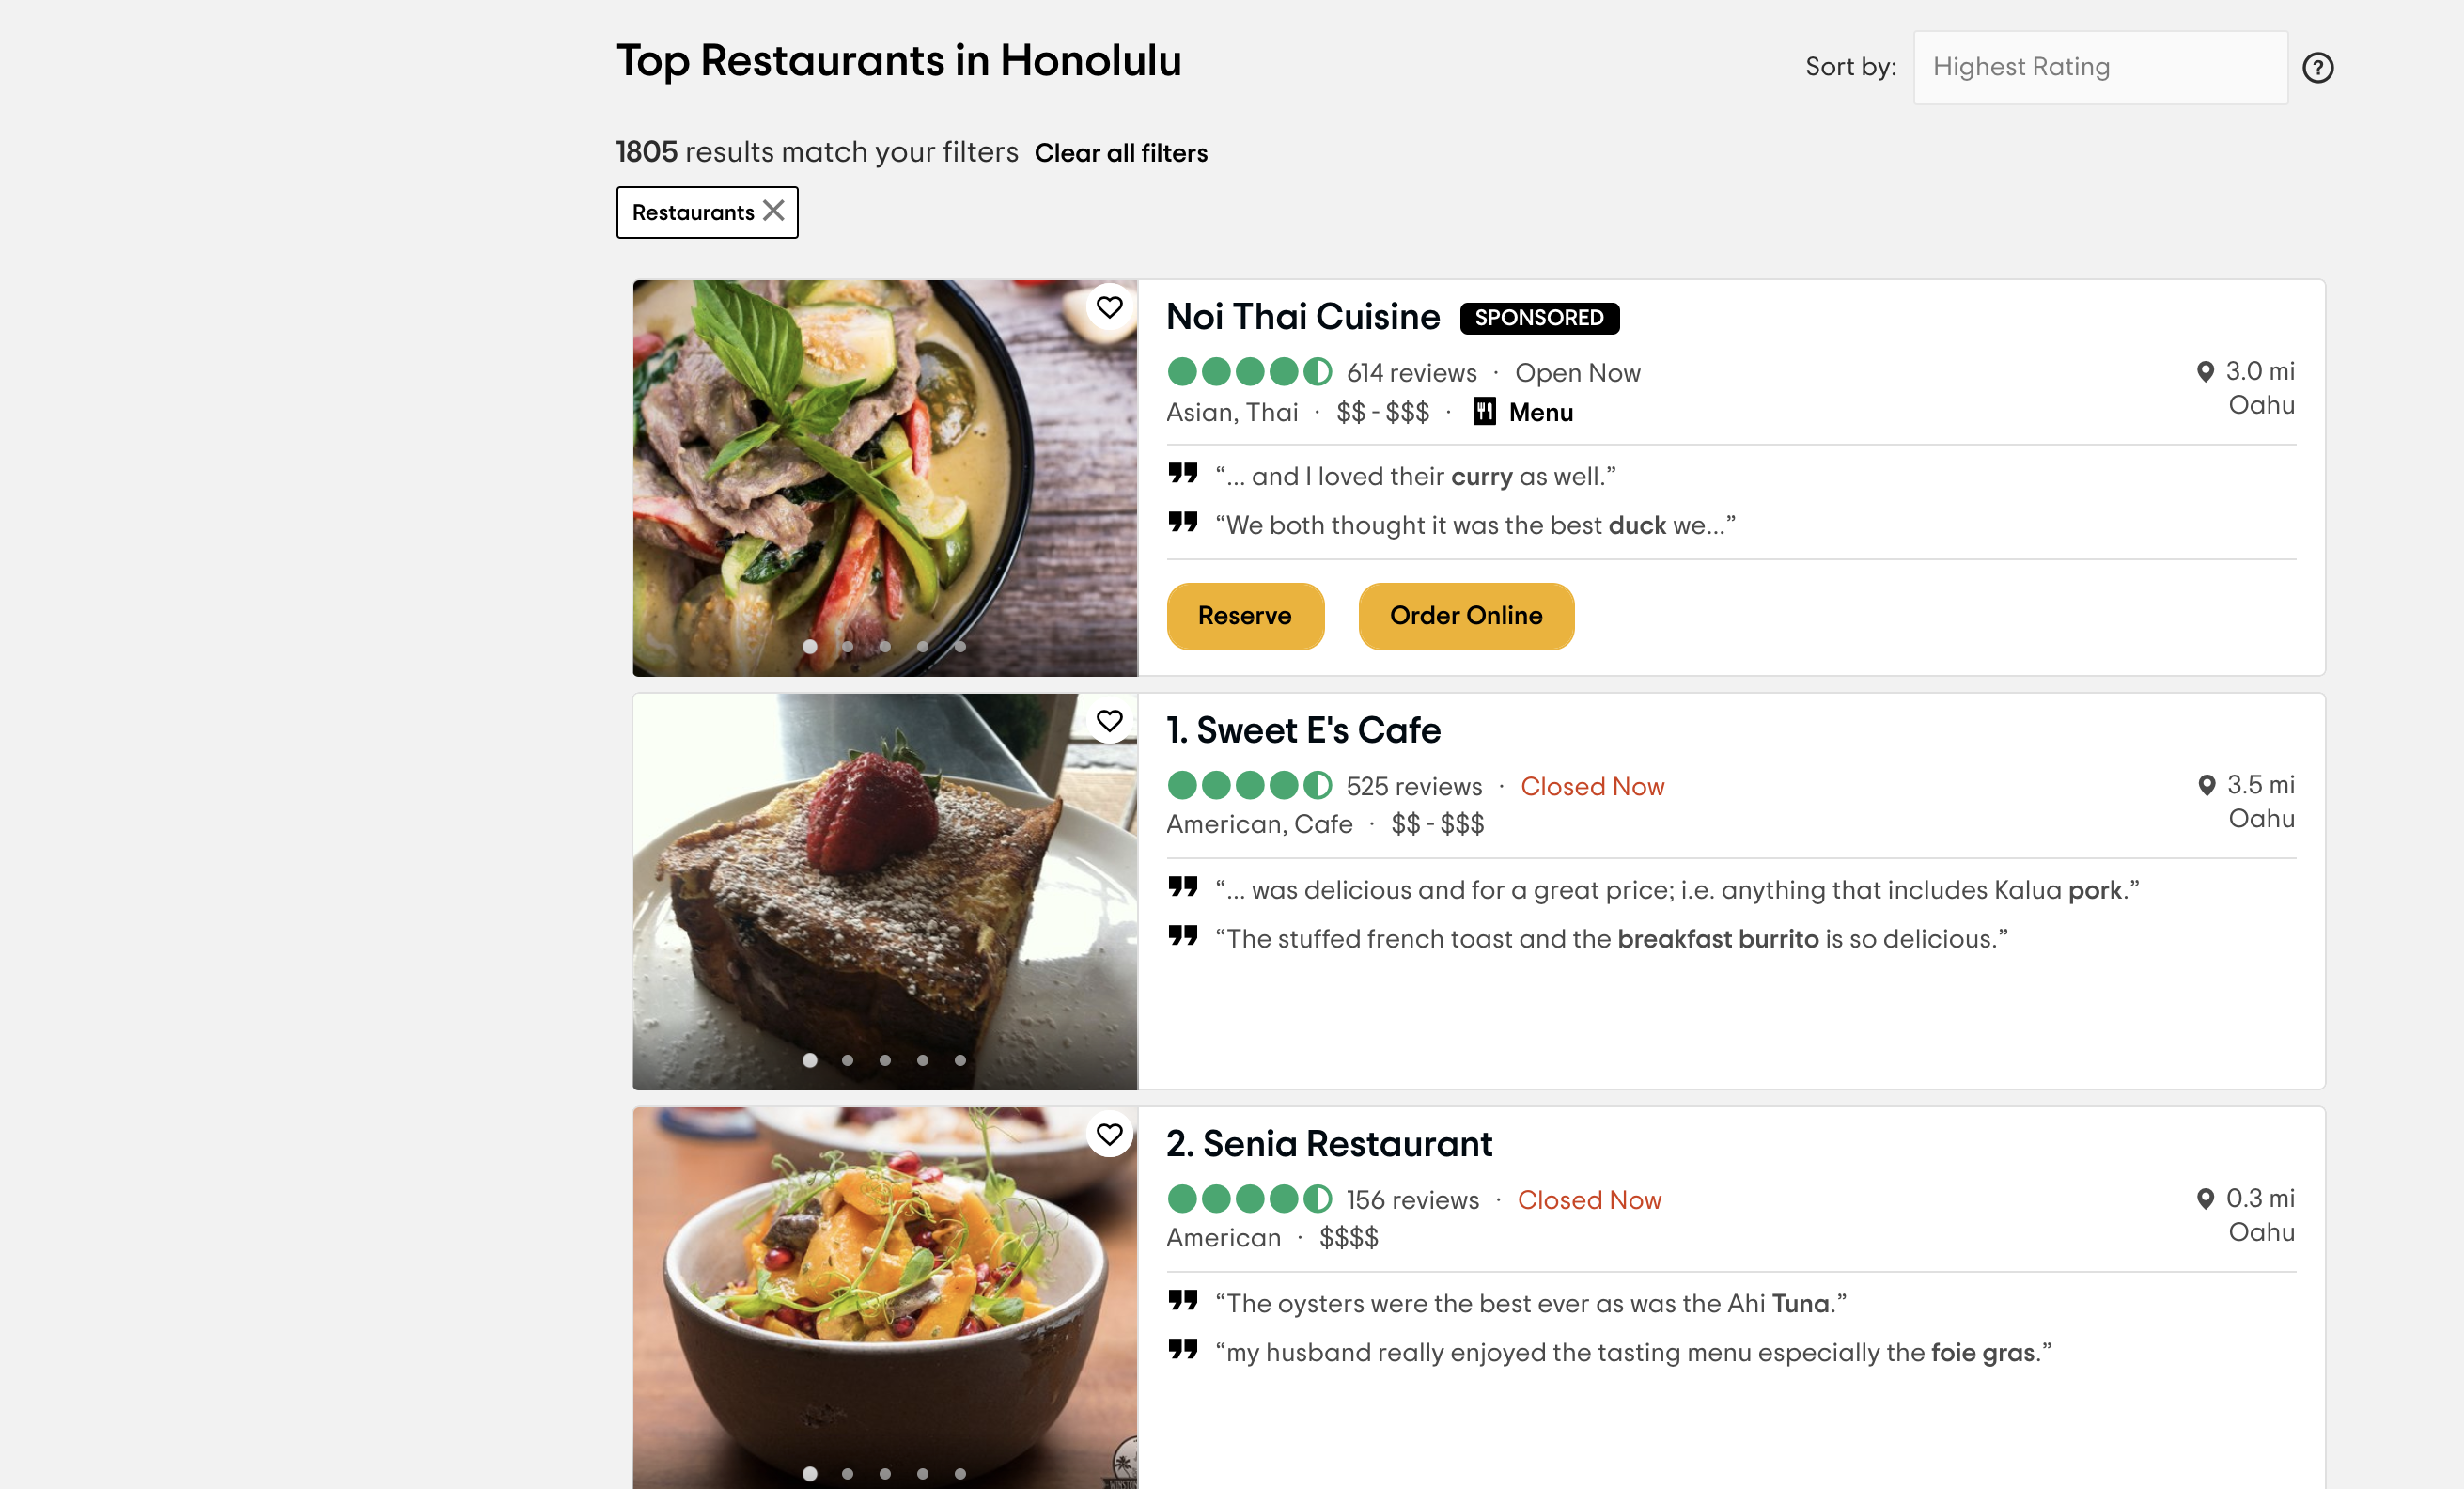 Top Restaurants in Honolulu
Sort by: Highest Rating ?
1805 results match your filters Clear all filters
Restaurants
Noi Thai Cuisine SPONSORED
614 reviews · Open Now
3.0 mi
Asian, Thai · $$ - $$$ · Menu
Oahu
“... and I loved their curry as well.”
“We both thought it was the best duck we...”
Reserve Order Online
1. Sweet E's Cafe
525 reviews · Closed Now
3.5 mi
American, Cafe · $$ - $$$
Oahu
“... was delicious and for a great price; i.e. anything that includes Kalua pork.”
“The stuffed french toast and the breakfast burrito is so delicious.”
2. Senia Restaurant
156 reviews · Closed Now
0.3 mi
American · $$$$
Oahu
“The oysters were the best ever as was the Ahi Tuna.”
“my husband really enjoyed the tasting menu especially the foie gras.”